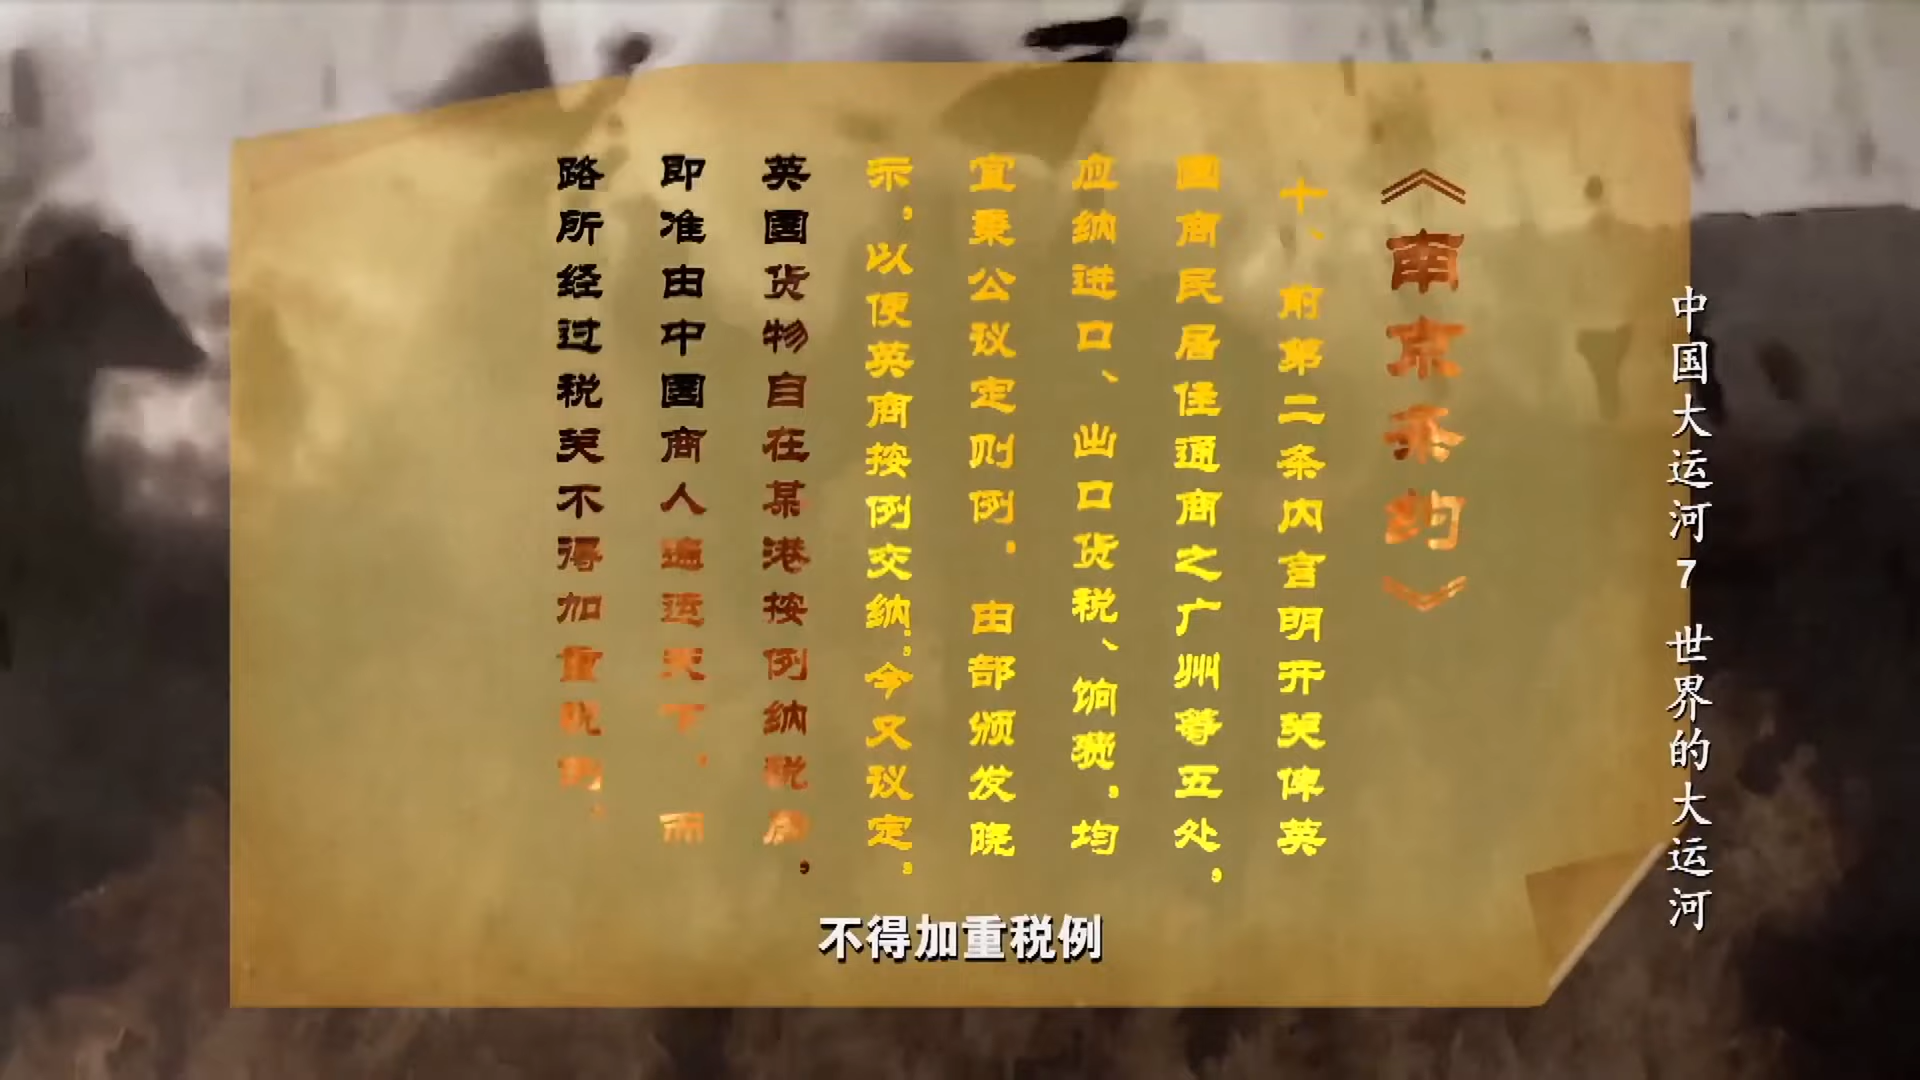 《南京条约》
十、前第二条内言明开关俾英
国商民居住通商之广州等五处，
应纳进口、出口货税、饷费，均
宜秉公议定则例，由部颁发晓
示，以便英商按例交纳；今又议定，
英国货物自在某港按例纳税后，
即准由中国商人遍运天下，而
路所经过税关不得加重税例。
不得加重税例
中国大运河7 世界的大运河